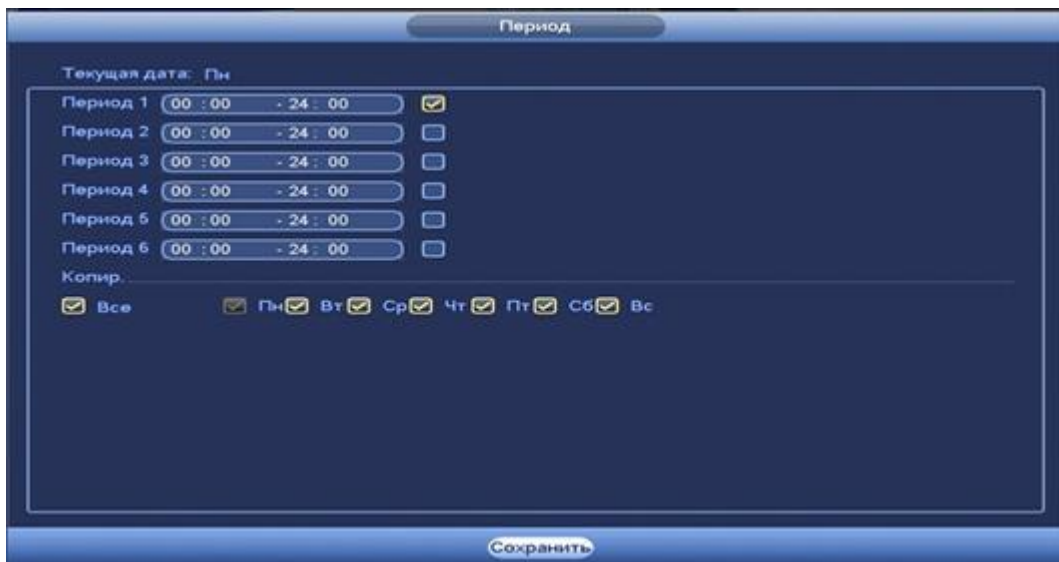 Период
Текущая дата: Пн
Период 1 00 : 00 - 24 : 00
Период 2 00 : 00 - 24 : 00
Период 3 00 : 00 - 24 : 00
Период 4 00 : 00 - 24 : 00
Период 5 00 : 00 - 24 : 00
Период 6 00 : 00 - 24 : 00
Копир.
Все Пн Вт Ср Чт Пт Сб Вс
Сохранить